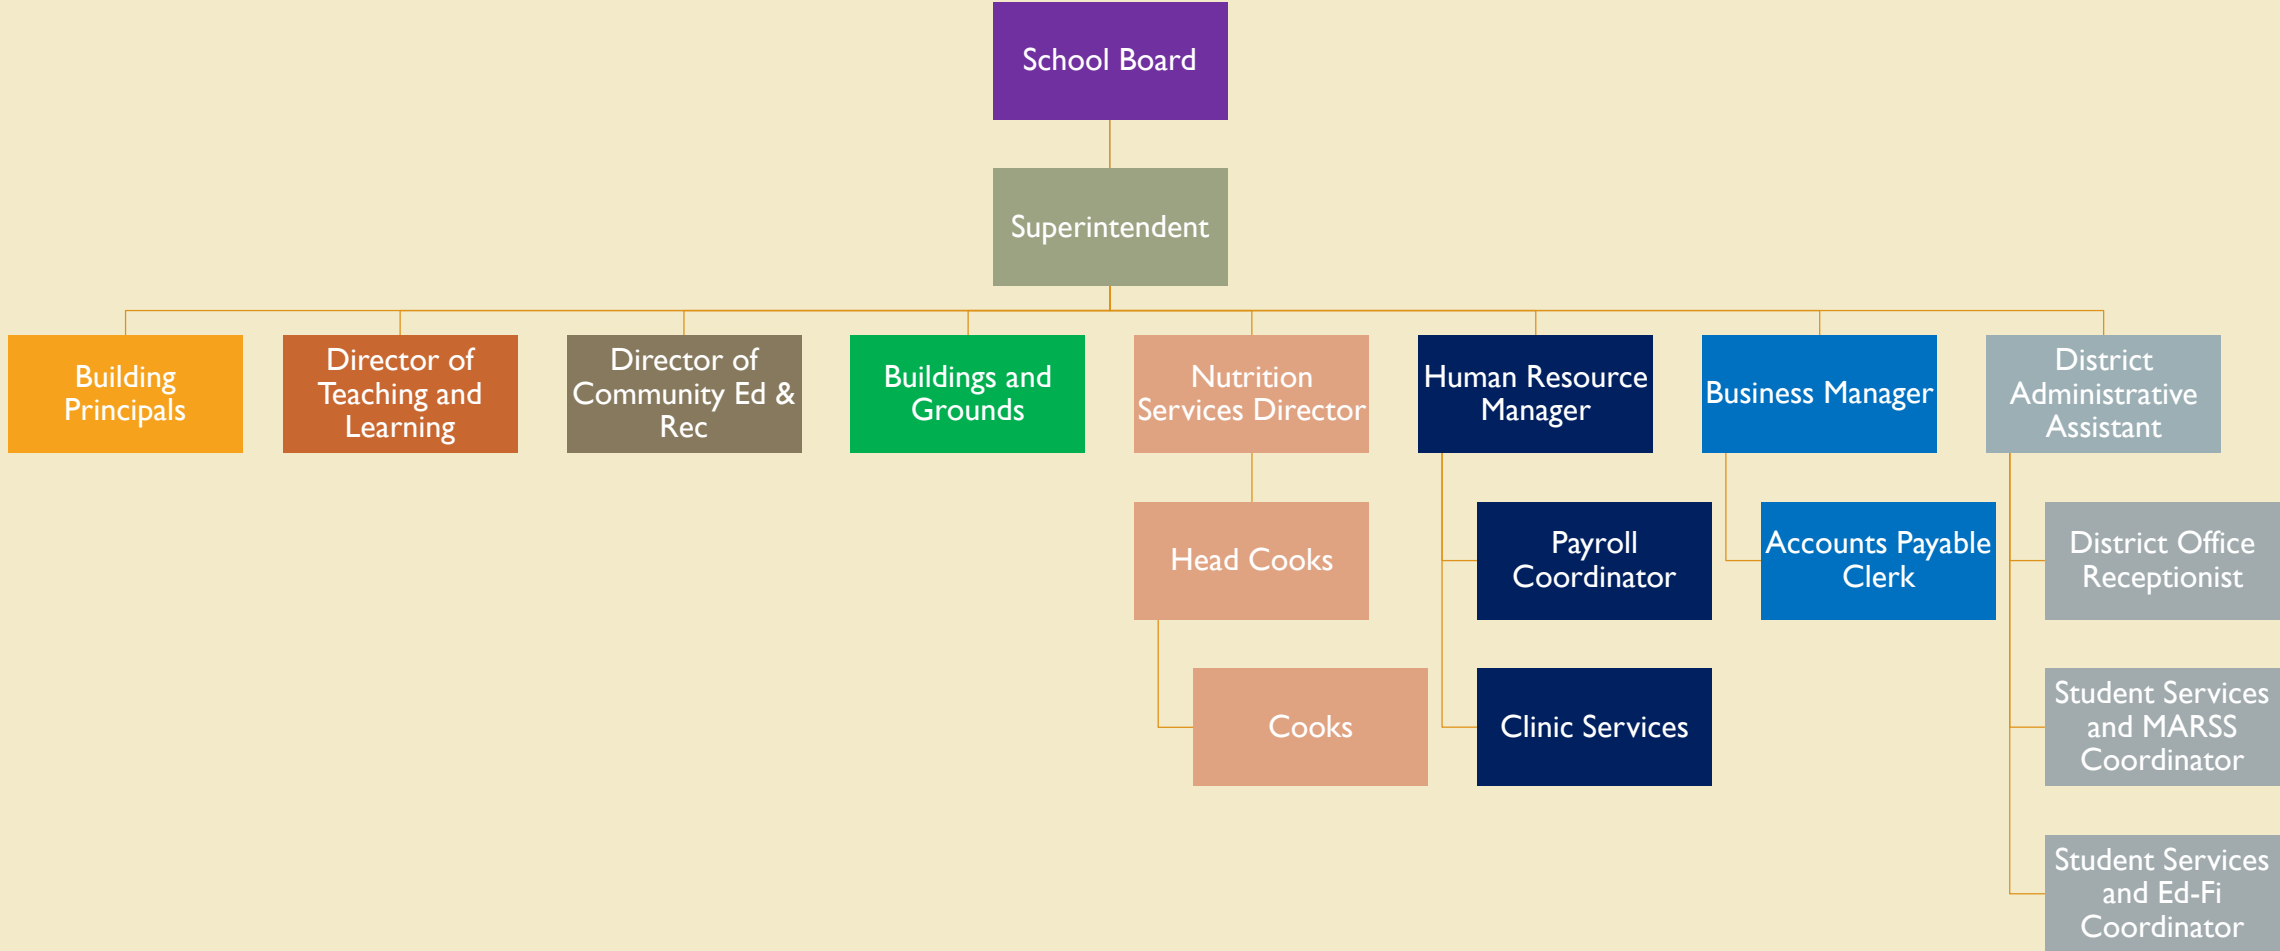 School Board
Superintendent
Building
Principals
Director of
Teaching and
Learning
Director of
Community Ed &
Rec
Buildings and
Grounds
Nutrition
Services Director
Human Resource
Manager
Business Manager
District
Administrative
Assistant
Head Cooks
Payroll
Coordinator
Accounts Payable
Clerk
District Office
Receptionist
Cooks
Clinic Services
Student Services
and MARSS
Coordinator
Student Services
and Ed-Fi
Coordinator